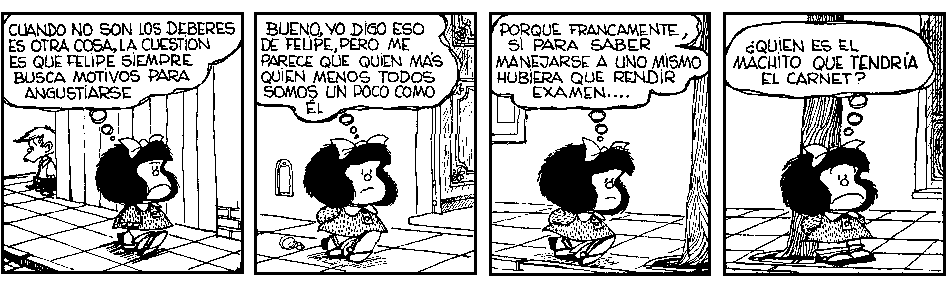 CUANDO NO SON LOS DEBERES
ES OTRA COSA, LA CUESTION
ES QUE FELIPE SIEMPRE
BUSCA MOTIVOS PARA
ANGUSTIARSE
BUENO, YO DIGO ESO
DE FELIPE, PERO ME
PARECE QUE QUIEN MÁS
QUIEN MENOS TODOS
SOMOS UN POCO COMO
ÉL
PORQUE FRANCAMENTE,
SI PARA SABER
MANEJARSE A UNO MISMO
HUBIERA QUE RENDIR
EXAMEN....
¿QUIEN ES EL
MACHITO QUE TENDRÍA
EL CARNET?